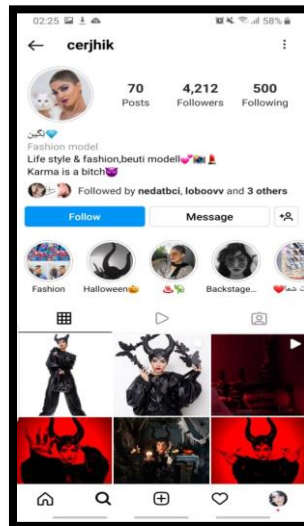 02:25 58%
cerjhik
70 4,212 500
Posts Followers Following
نگین
Fashion model
Life style & fashion,beuti modell
Karma is a bitch
Followed by nedatbci, loboovv and 3 others
Follow Message
Fashion Halloween🎃 Backstage...